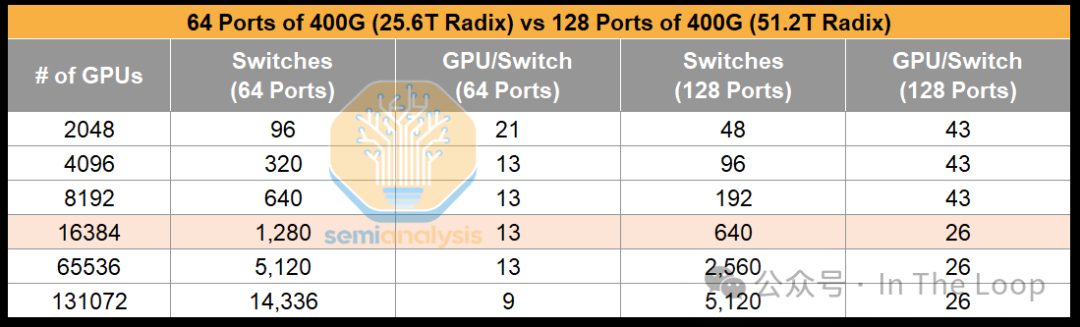 64 Ports of 400G (25.6T Radix) vs 128 Ports of 400G (51.2T Radix)
# of GPUs Switches (64 Ports) GPU/Switch (64 Ports) Switches (128 Ports) GPU/Switch (128 Ports)
2048 96 21 48 43
4096 320 13 96 43
8192 640 13 192 43
16384 1,280 13 640 26
semianalysis
65536 5,120 13 2,560 26
131072 14,336 9 5,120 26
公众号 · In The Loop